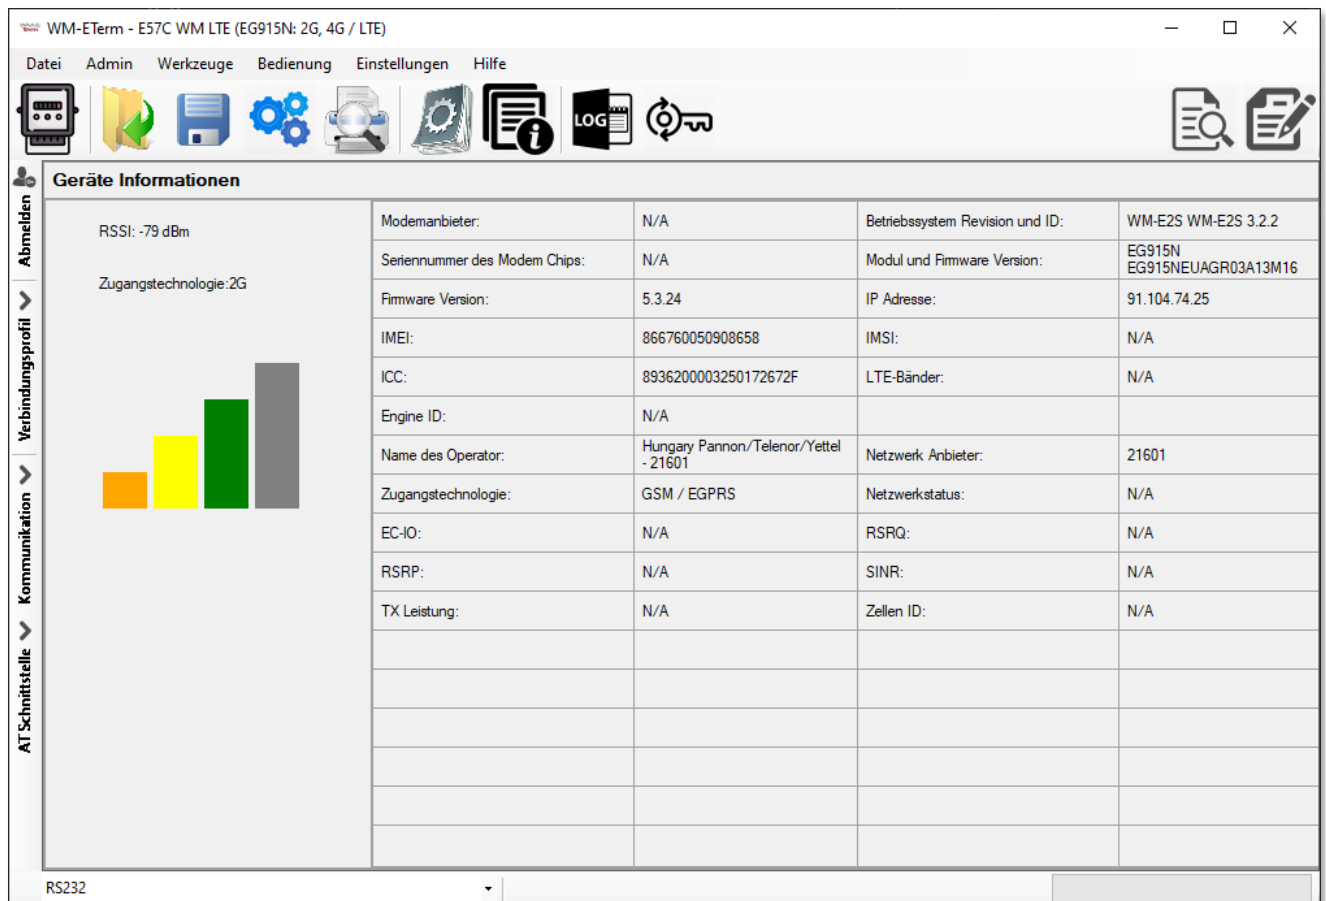 WM-ETerm - E57C WM LTE (EG915N: 2G, 4G / LTE)
Datei Admin Werkzeuge Bedienung Einstellungen Hilfe
LOG
Abmelden
Verbindungsprofil
Kommunikation
AT Schnittstelle
Geräte Informationen
RSSI: -79 dBm
Zugangstechnologie:2G
Modemanbieter: N/A Betriebssystem Revision und ID: WM-E2S WM-E2S 3.2.2
Seriennummer des Modem Chips: N/A Modul und Firmware Version: EG915N
EG915NEUAGR03A13M16
Firmware Version: 5.3.24 IP Adresse: 91.104.74.25
IMEI: 866760050908658 IMSI: N/A
ICC: 8936200003250172672F LTE-Bänder: N/A
Engine ID: N/A
Name des Operator: Hungary Pannon/Telenor/Yettel
- 21601 Netzwerk Anbieter: 21601
Zugangstechnologie: GSM / EGPRS Netzwerkstatus: N/A
EC-IO: N/A RSRQ: N/A
RSRP: N/A SINR: N/A
TX Leistung: N/A Zellen ID: N/A
RS232